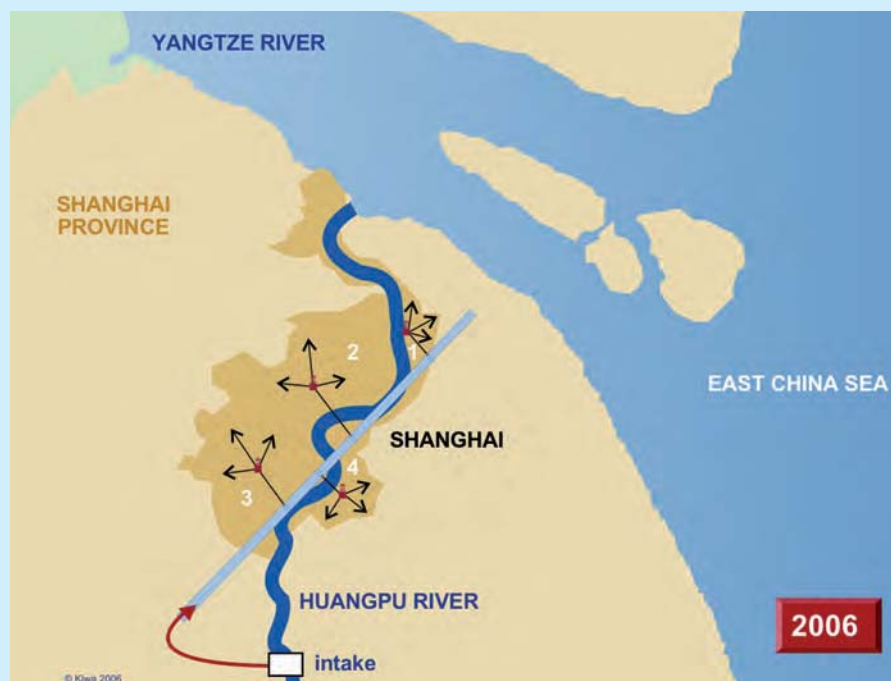 YANGTZE RIVER
SHANGHAI
PROVINCE
1
2
EAST CHINA SEA
SHANGHAI
4
3
HUANGPU RIVER
2006
intake
© Kiwa 2006